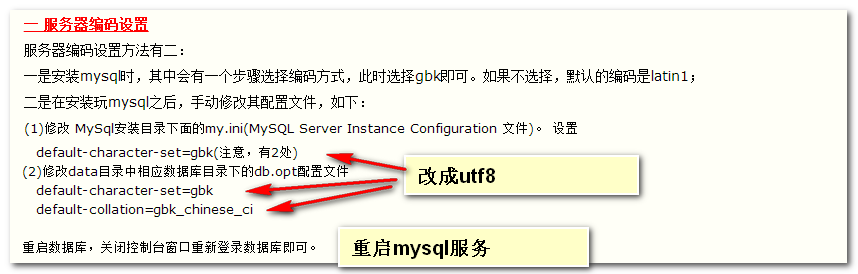 一 服务器编码设置
服务器编码设置方法有二：
一是安装mysql时，其中会有一个步骤选择编码方式，此时选择gbk即可。如果不选择，默认的编码是latin1；
二是在安装玩mysql之后，手动修改其配置文件，如下：
(1)修改 MySql安装目录下面的my.ini(MySQL Server Instance Configuration 文件)。 设置
default-character-set=gbk(注意，有2处)
(2)修改data目录中相应数据库目录下的db.opt配置文件
改成utf8
default-character-set=gbk
default-collation=gbk_chinese_ci
重启数据库，关闭控制台窗口重新登录数据库即可。
重启mysql服务